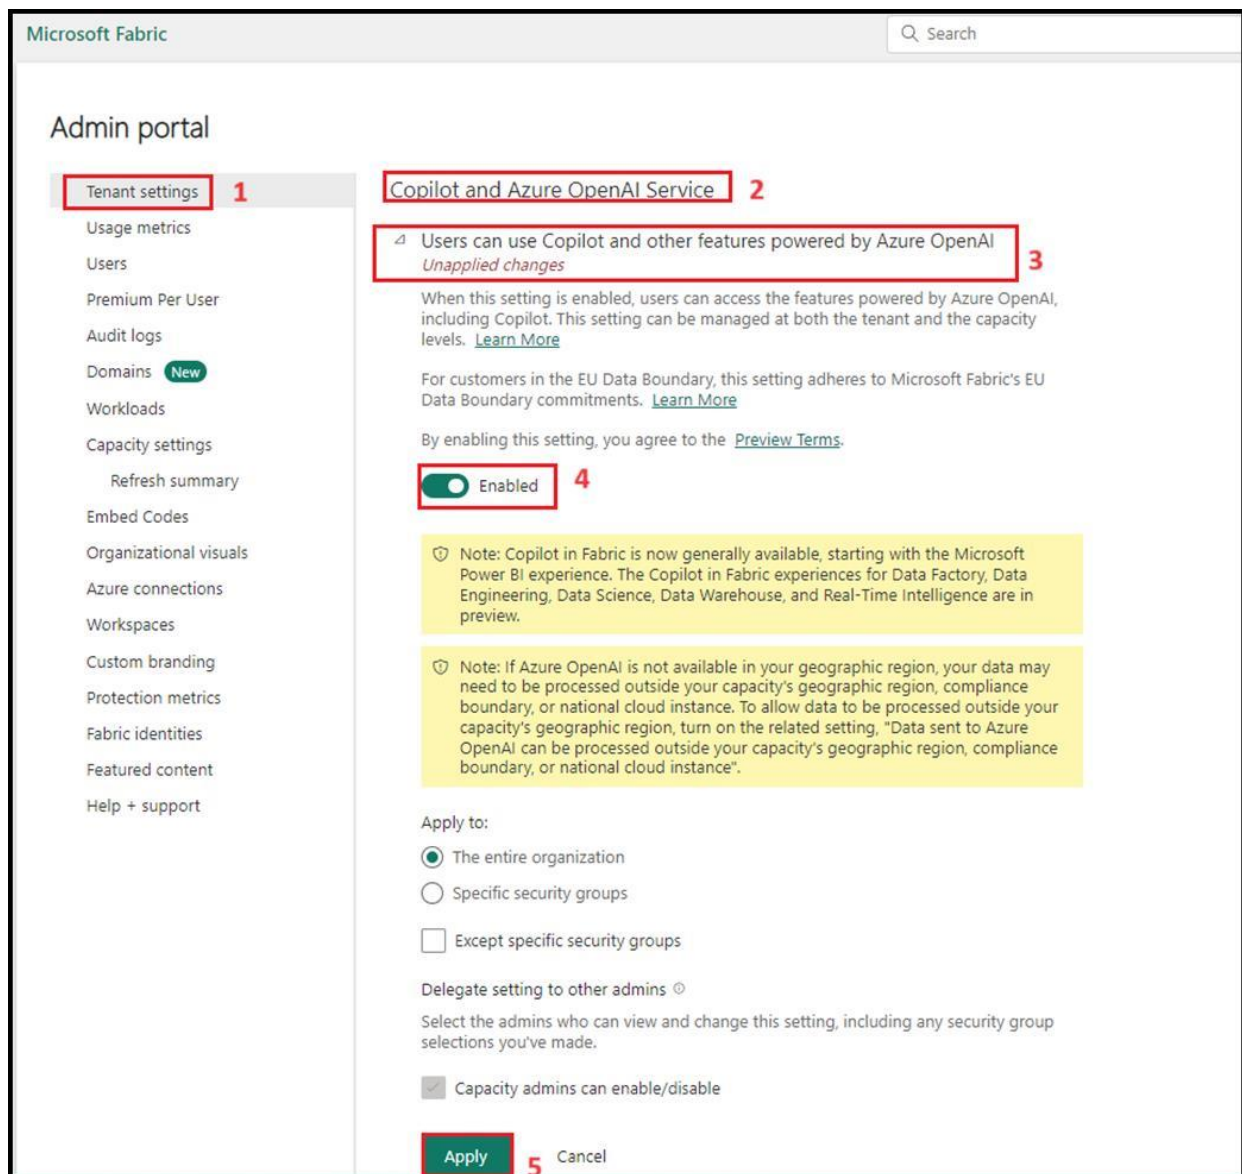 Microsoft Fabric
Search
Admin portal
Tenant settings 1
Usage metrics
Users
Premium Per User
Audit logs
Domains New
Workloads
Capacity settings
Refresh summary
Embed Codes
Organizational visuals
Azure connections
Workspaces
Custom branding
Protection metrics
Fabric identities
Featured content
Help + support
Copilot and Azure OpenAI Service 2
Users can use Copilot and other features powered by Azure OpenAI
Unapplied changes 3
When this setting is enabled, users can access the features powered by Azure OpenAI,
including Copilot. This setting can be managed at both the tenant and the capacity
levels. Learn More
For customers in the EU Data Boundary, this setting adheres to Microsoft Fabric's EU
Data Boundary commitments. Learn More
By enabling this setting, you agree to the Preview Terms.
Enabled 4
Note: Copilot in Fabric is now generally available, starting with the Microsoft
Power BI experience. The Copilot in Fabric experiences for Data Factory, Data
Engineering, Data Science, Data Warehouse, and Real-Time Intelligence are in
preview.
Note: If Azure OpenAI is not available in your geographic region, your data may
need to be processed outside your capacity's geographic region, compliance
boundary, or national cloud instance. To allow data to be processed outside your
capacity's geographic region, turn on the related setting, "Data sent to Azure
OpenAI can be processed outside your capacity's geographic region, compliance
boundary, or national cloud instance".
Apply to:
The entire organization
Specific security groups
Except specific security groups
Delegate setting to other admins
Select the admins who can view and change this setting, including any security group
selections you've made.
Capacity admins can enable/disable
Apply 5 Cancel